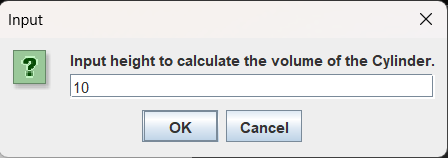 Input
Input height to calculate the volume of the Cylinder.
10
OK Cancel